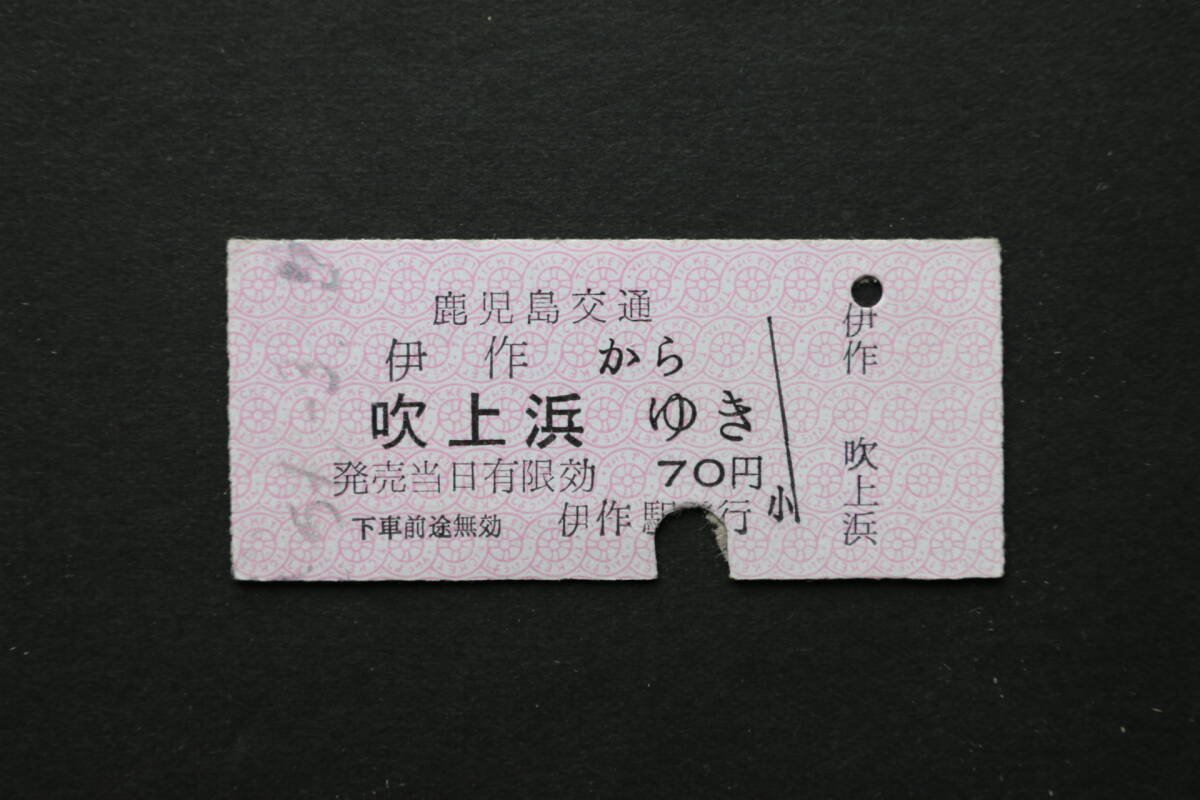 鹿児島交通
伊作 から
吹上浜 ゆき
発売当日有限効 70円
下車前途無効 伊作駅 行
小
伊作 吹上浜